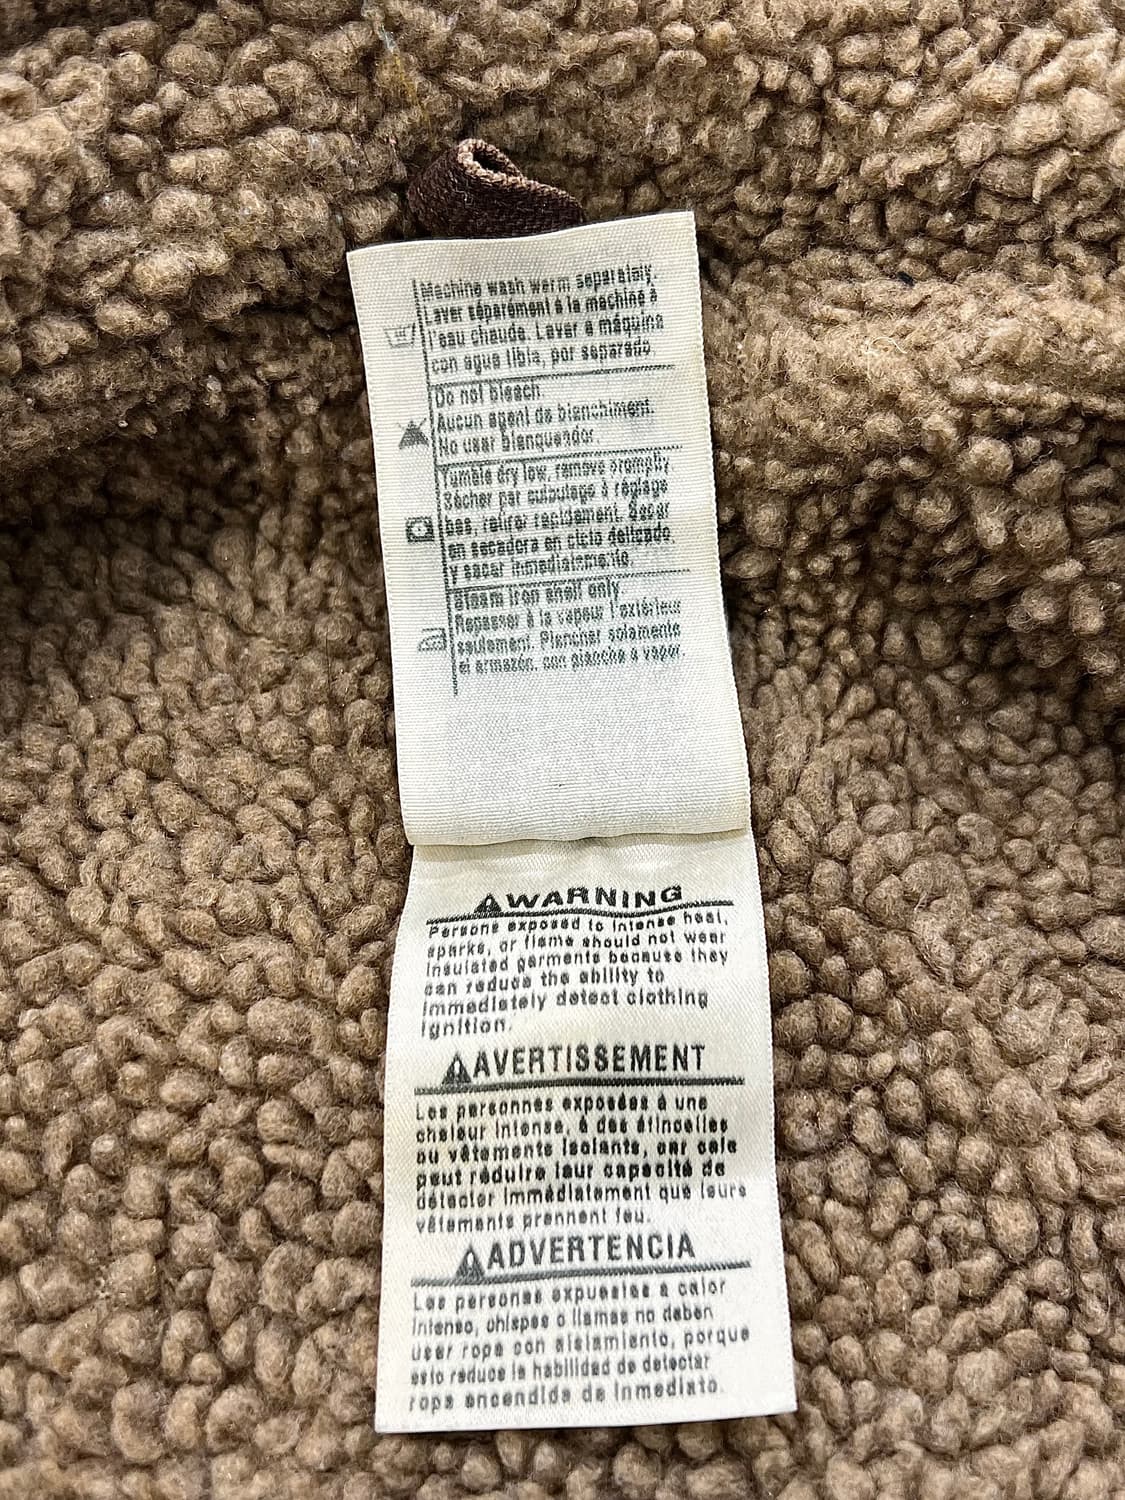 Machine wash warm separately.
Laver séparément à la machine à
l'eau chaude. Lavar a máquina
con agua tibia, por separado.
Do not bleach
Aucun agent de blanchiment.
No usar blanqueador.
Tumble dry low, remove promptly.
Sécher par culbutage à réglage
bas, retirer rapidement. Secar
en secadora en ciclo delicado,
y sacar inmediatamente.
Steam iron shell only
Repasser à la vapeur l'extérieur
seulement. Planchar solamente
el armazón, con plancha a vapor.
WARNING
Persons exposed to intense heat,
sparks, or flame should not wear
insulated garments because they
can reduce the ability to
immediately detect clothing
ignition.
AVERTISSEMENT
Les personnes exposées à une
chaleur intense, à des étincelles
ou vêtements isolants, car cela
peut réduire leur capacité de
détecter immédiatement que leurs
vêtements prennent feu.
ADVERTENCIA
Las personas expuestas a calor
intenso, chispas o llamas no deben
usar ropa con aislamiento, porque
esto reduce la habilidad de detectar
ropa encendida de inmediato.